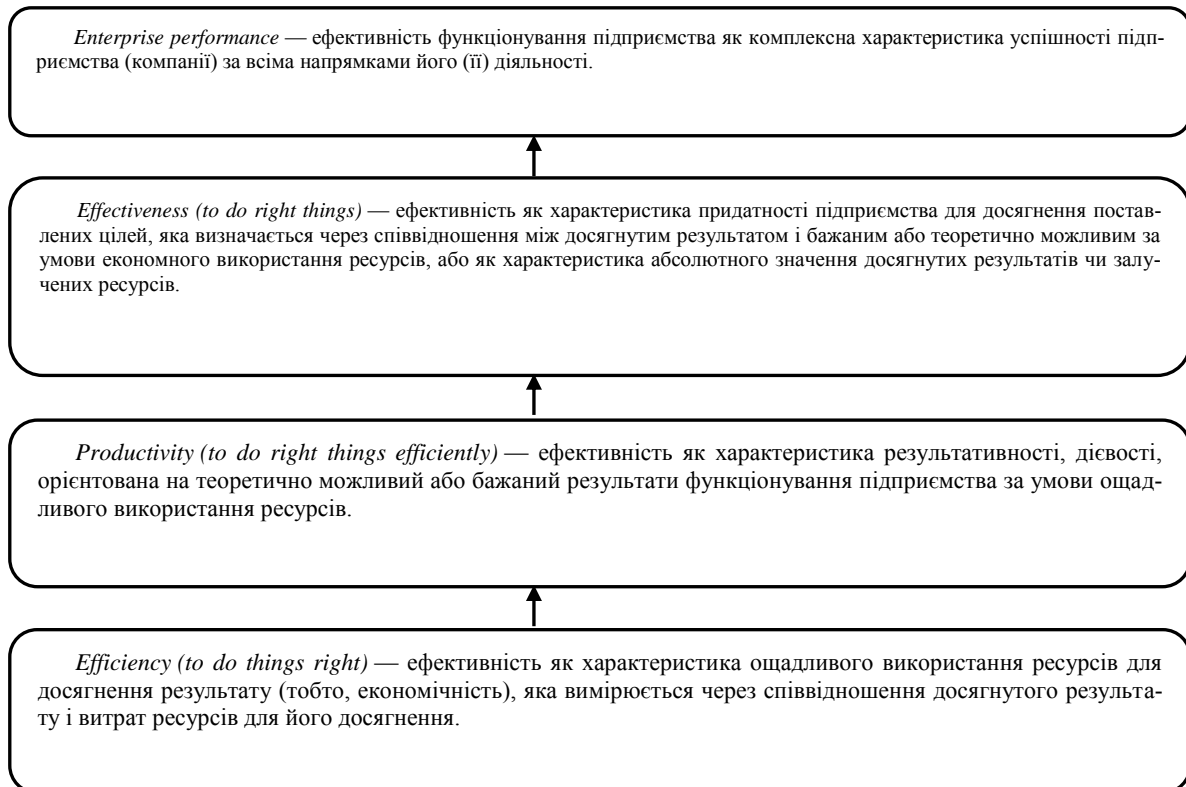 Enterprise performance — ефективність функціонування підприємства як комплексна характеристика успішності підп-
риємства (компанії) за всіма напрямками його (її) діяльності.
Effectiveness (to do right things) — ефективність як характеристика придатності підприємства для досягнення постав-
лених цілей, яка визначається через співвідношення між досягнутим результатом і бажаним або теоретично можливим за
умови економного використання ресурсів, або як характеристика абсолютного значення досягнутих результатів чи залу-
чених ресурсів.
Productivity (to do right things efficiently) — ефективність як характеристика результативності, дієвості,
орієнтована на теоретично можливий або бажаний результати функціонування підприємства за умови ощад-
ливого використання ресурсів.
Efficiency (to do things right) — ефективність як характеристика ощадливого використання ресурсів для
досягнення результату (тобто, економічність), яка вимірюється через співвідношення досягнутого результа-
ту і витрат ресурсів для його досягнення.